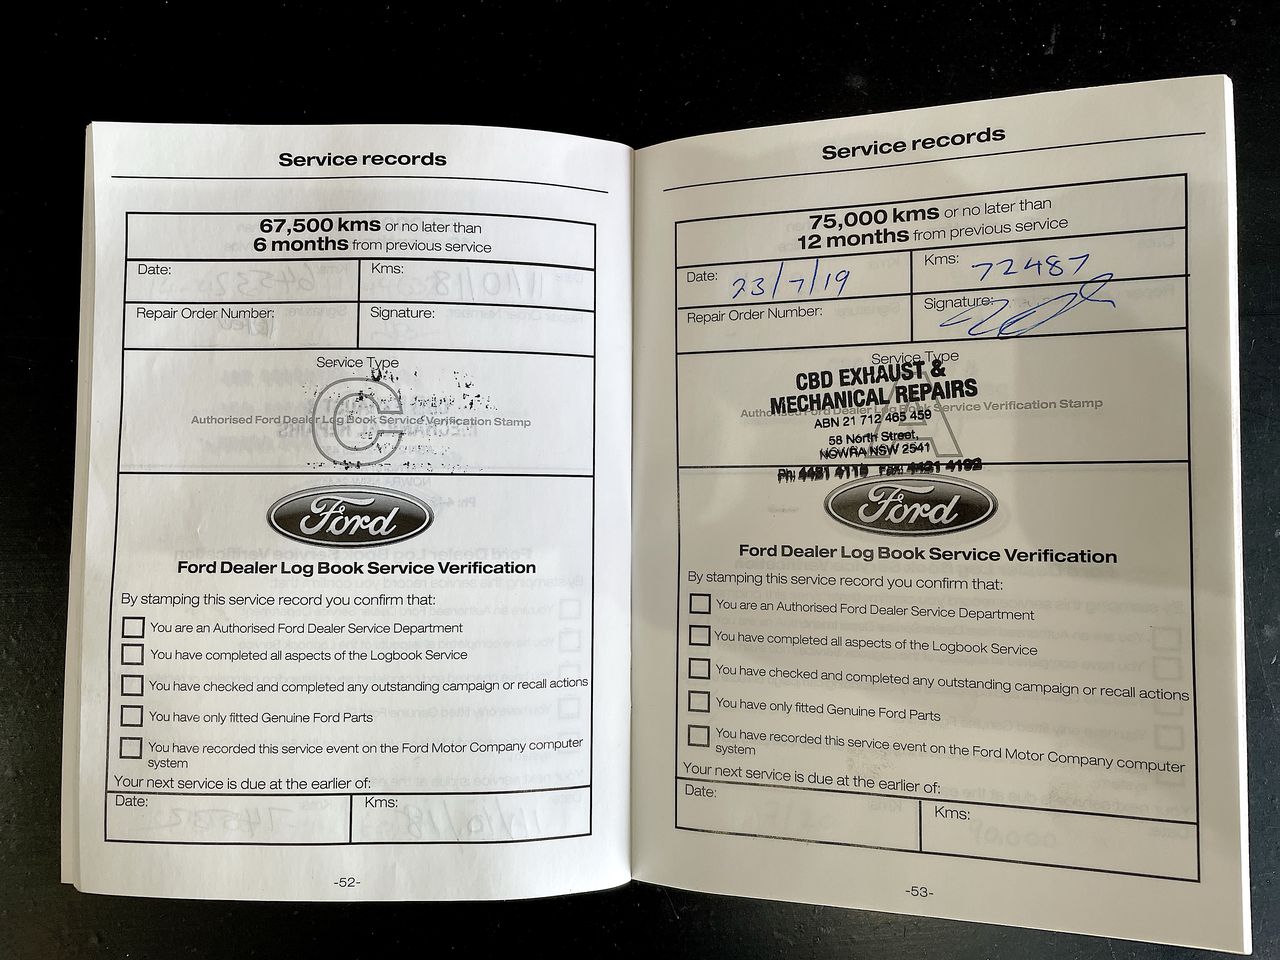 Service records
67,500 kms or no later than
6 months from previous service
Date:
Kms:
Repair Order Number:
Signature:
Service Type
C
Authorised Ford Dealer Log Book Service Verification Stamp
Ford
Ford Dealer Log Book Service Verification
By stamping this service record you confirm that:
You are an Authorised Ford Dealer Service Department
You have completed all aspects of the Logbook Service
You have checked and completed any outstanding campaign or recall actions
You have only fitted Genuine Ford Parts
You have recorded this service event on the Ford Motor Company computer
system
Your next service is due at the earlier of:
Date:
Kms:
-52-
Service records
75,000 kms or no later than
12 months from previous service
Date: 23/7/19
Kms: 72487
Repair Order Number:
Signature:
Service Type
A
Authorised Ford Dealer Log Book Service Verification Stamp
CBD EXHAUST &
MECHANICAL REPAIRS
ABN 21 712 465 459
58 North Street,
NOWRA NSW 2541
Ph: 4421 4119 Fax: 4421 4192
Ford
Ford Dealer Log Book Service Verification
By stamping this service record you confirm that:
You are an Authorised Ford Dealer Service Department
You have completed all aspects of the Logbook Service
You have checked and completed any outstanding campaign or recall actions
You have only fitted Genuine Ford Parts
You have recorded this service event on the Ford Motor Company computer
system
Your next service is due at the earlier of:
Date:
Kms:
-53-